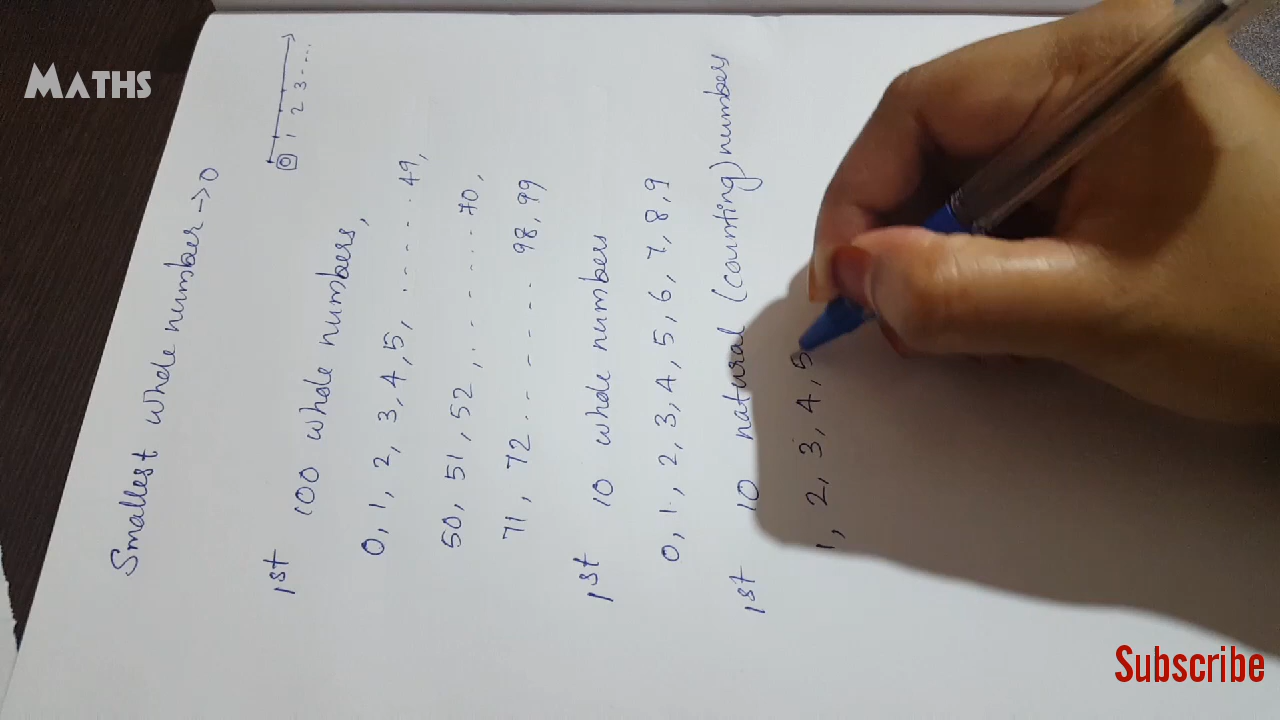 MATHS
Smallest whole number → 0
0 1 2 3 ....
1st 100 whole numbers,
0, 1, 2, 3, 4, 5, ...... 49,
50, 51, 52, ....... 70,
71, 72 ....... 98, 99
1st 10 whole numbers
0, 1, 2, 3, 4, 5, 6, 7, 8, 9
1st 10 natural (counting) numbers
1, 2, 3, 4, 5
Subscribe